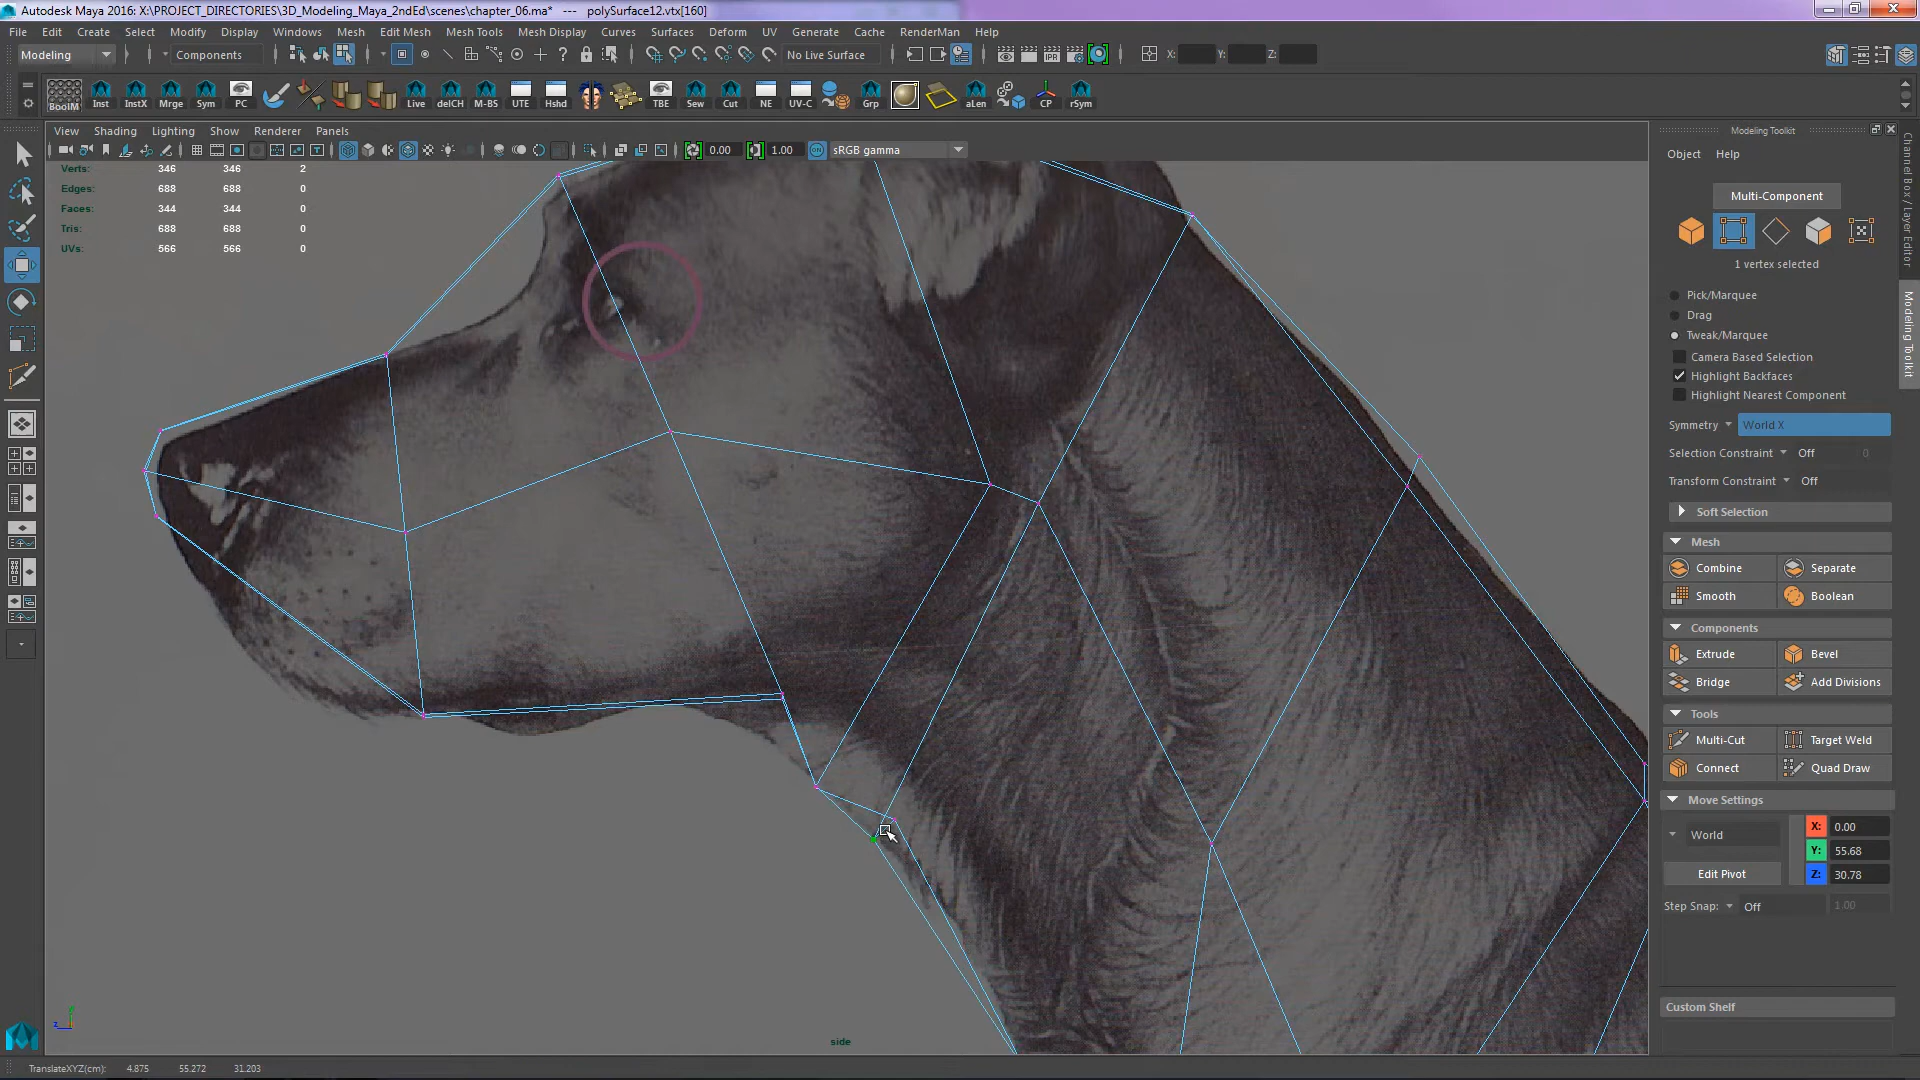 Autodesk Maya 2016: X:\PROJECT_DIRECTORIES\3D_Modeling_Maya_2ndEd\scenes\chapter_06.ma* --- polySurface12.vtx[160]
File Edit Create Select Modify Display Windows Mesh Edit Mesh Mesh Tools Mesh Display Curves Surfaces Deform UV Generate Cache RenderMan Help
Modeling Components No Live Surface X: Y: Z:
BoolM Inst InstX Mrge Sym PC Live delCH M-BS UTE Hshd TBE Sew Cut NE UV-C Grp aLen CP rSym
View Shading Lighting Show Renderer Panels
0.00 1.00 sRGB gamma
Verts: 346 346 2
Edges: 688 688 0
Faces: 344 344 0
Tris: 688 688 0
UVs: 566 566 0
side
TranslateXYZ(cm): 4.875 55.272 31.203
Modeling Toolkit
Object Help
Multi-Component
1 vertex selected
Pick/Marquee
Drag
Tweak/Marquee
Camera Based Selection
Highlight Backfaces
Highlight Nearest Component
Symmetry World X
Selection Constraint Off 0
Transform Constraint Off
Soft Selection
Mesh
Combine Separate
Smooth Boolean
Components
Extrude Bevel
Bridge Add Divisions
Tools
Multi-Cut Target Weld
Connect Quad Draw
Move Settings
World X: 0.00
Y: 55.68
Edit Pivot Z: 30.78
Step Snap: Off 1.00
Custom Shelf
Channel Box / Layer Editor
Modeling Toolkit